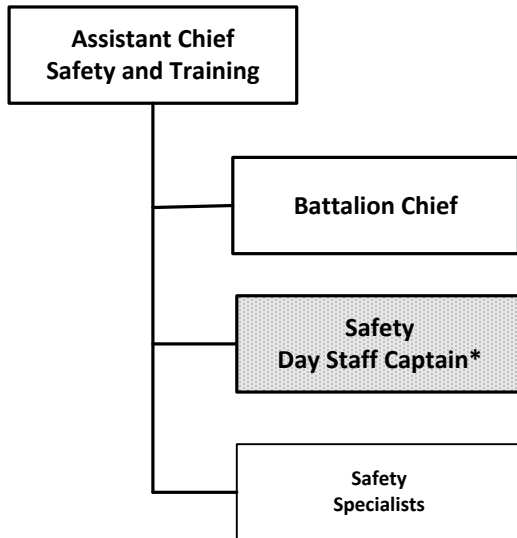 Assistant Chief
Safety and Training
Battalion Chief
Safety
Day Staff Captain*
Safety
Specialists